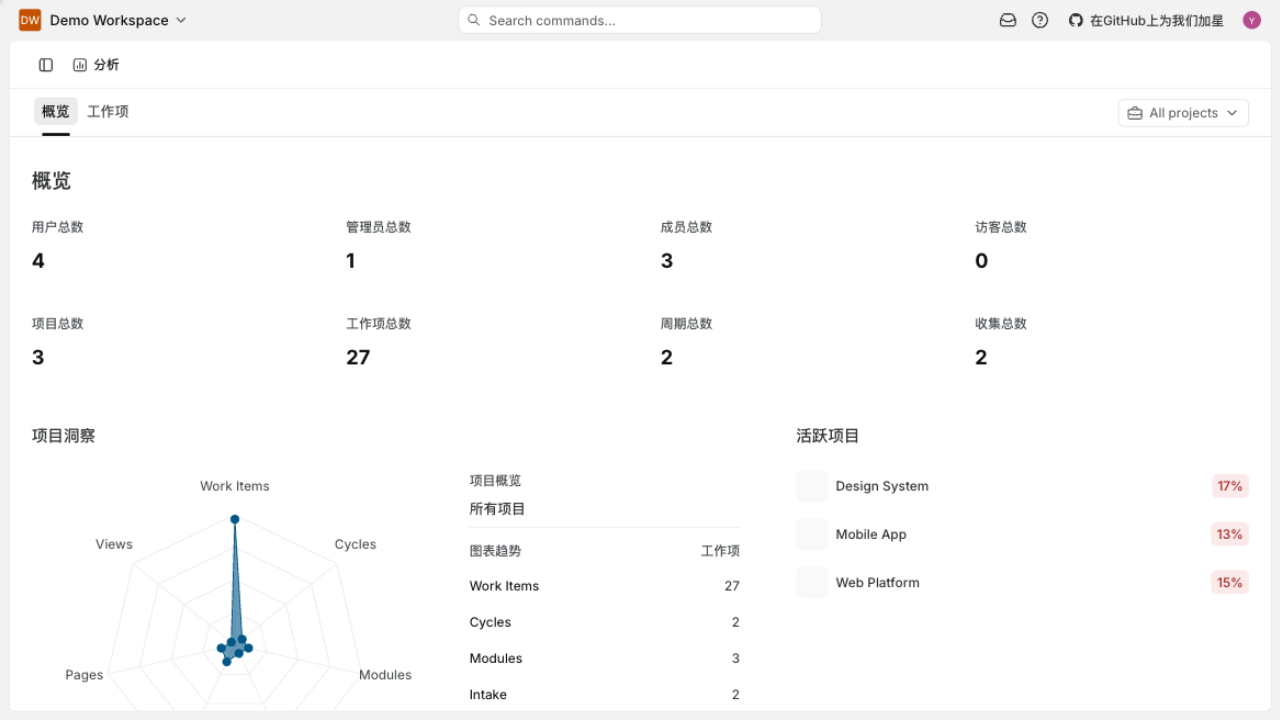 DW Demo Workspace
Search commands...
在GitHub上为我们加星
Y
分析
概览 工作项
All projects
概览
用户总数 管理员总数 成员总数 访客总数
4 1 3 0
项目总数 工作项总数 周期总数 收集总数
3 27 2 2
项目洞察
Work Items
Views
Cycles
Pages
Modules
项目概览
所有项目
图表趋势 工作项
Work Items 27
Cycles 2
Modules 3
Intake 2
活跃项目
Design System 17%
Mobile App 13%
Web Platform 15%